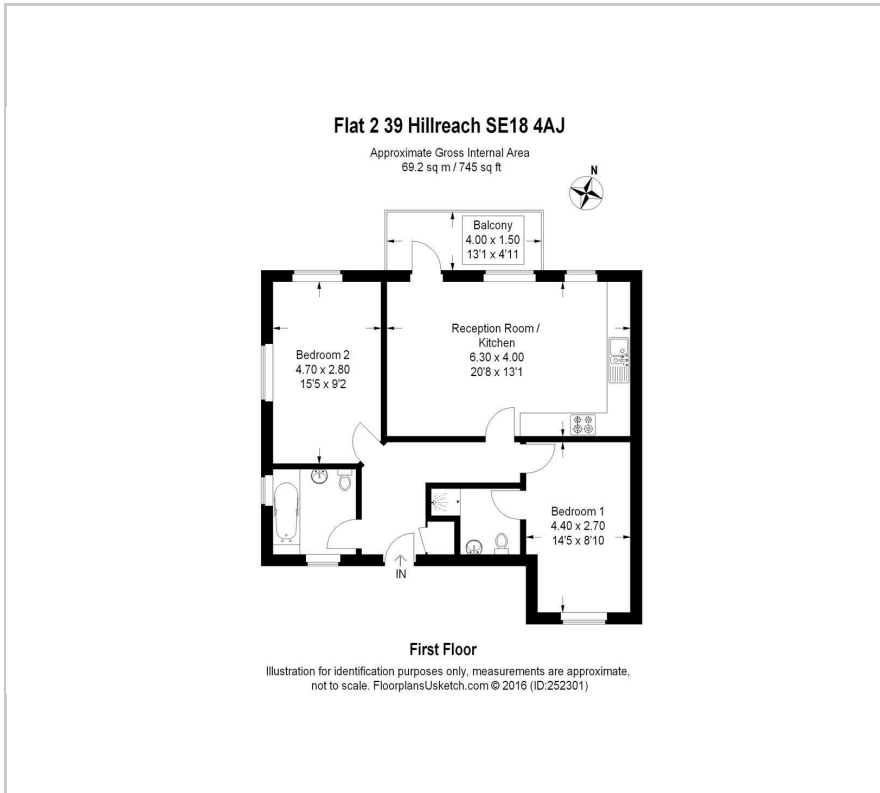 Flat 2 39 Hillreach SE18 4AJ
Approximate Gross Internal Area
69.2 sq m / 745 sq ft
N
Balcony
4.00 x 1.50
13'1 x 4'11
Reception Room /
Kitchen
6.30 x 4.00
20'8 x 13'1
Bedroom 2
4.70 x 2.80
15'5 x 9'2
Bedroom 1
4.40 x 2.70
14'5 x 8'10
IN
First Floor
Illustration for identification purposes only, measurements are approximate,
not to scale. FloorplansUsketch.com © 2016 (ID:252301)